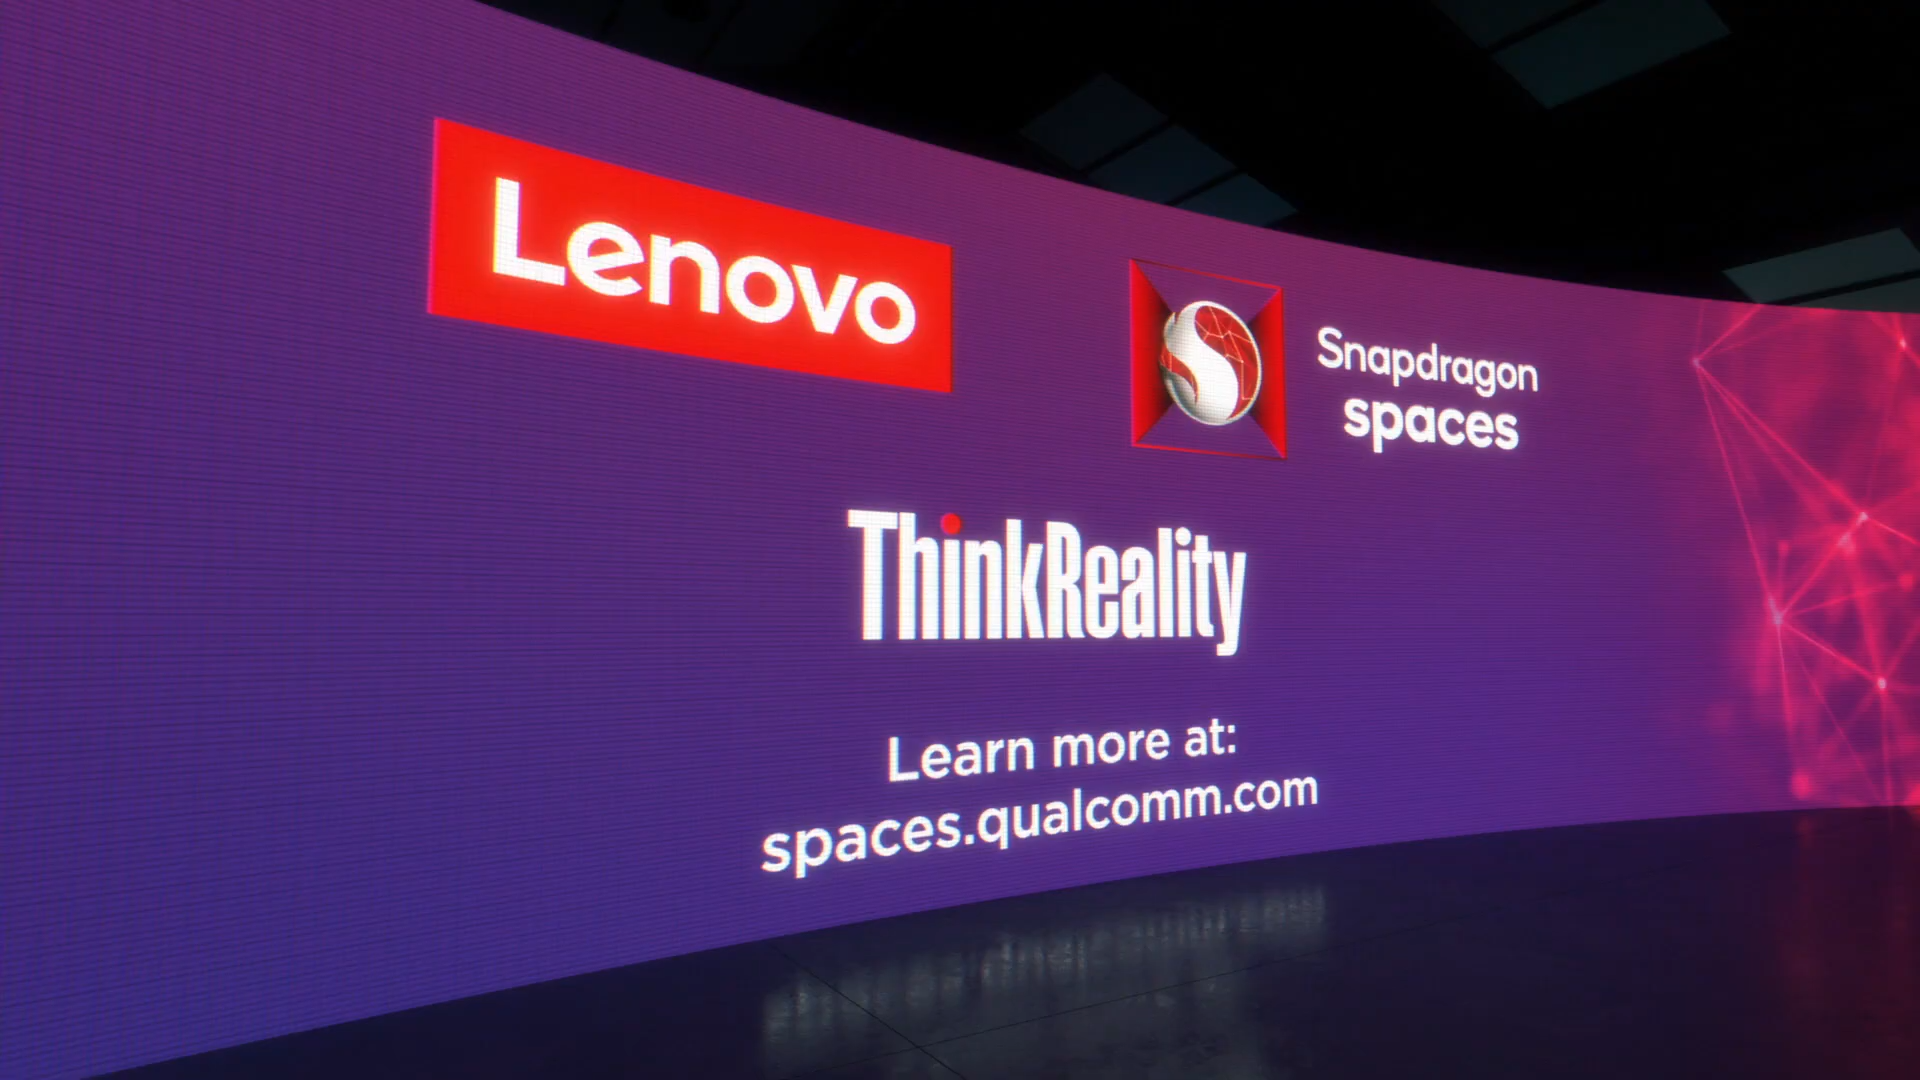 Lenovo
Snapdragon
spaces
ThinkReality
Learn more at:
spaces.qualcomm.com